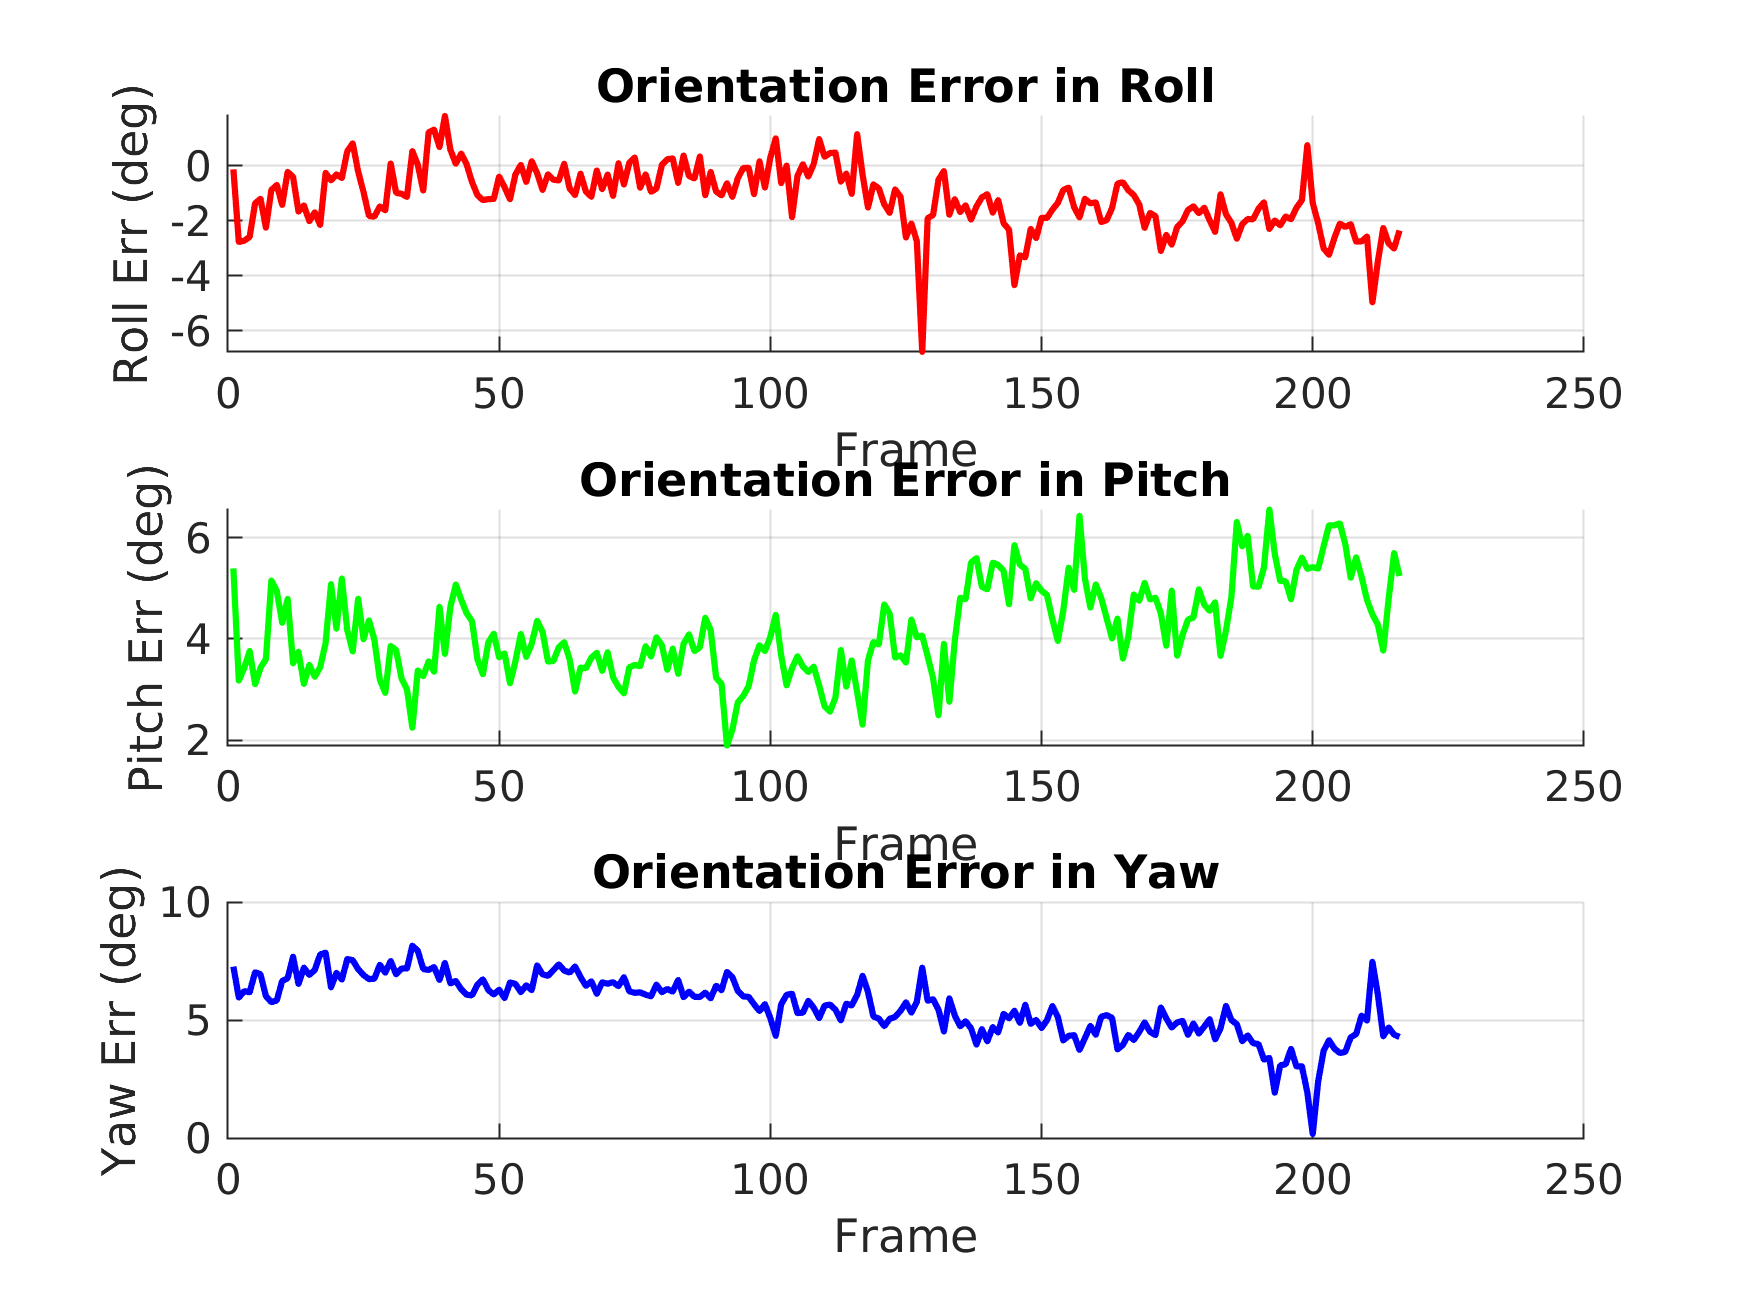 Orientation Error in Roll
Roll Err (deg)
0
-2
-4
-6
0 50 100 150 200 250
Frame
Orientation Error in Pitch
Pitch Err (deg)
6
4
2
0 50 100 150 200 250
Frame
Orientation Error in Yaw
Yaw Err (deg)
10
5
0
0 50 100 150 200 250
Frame